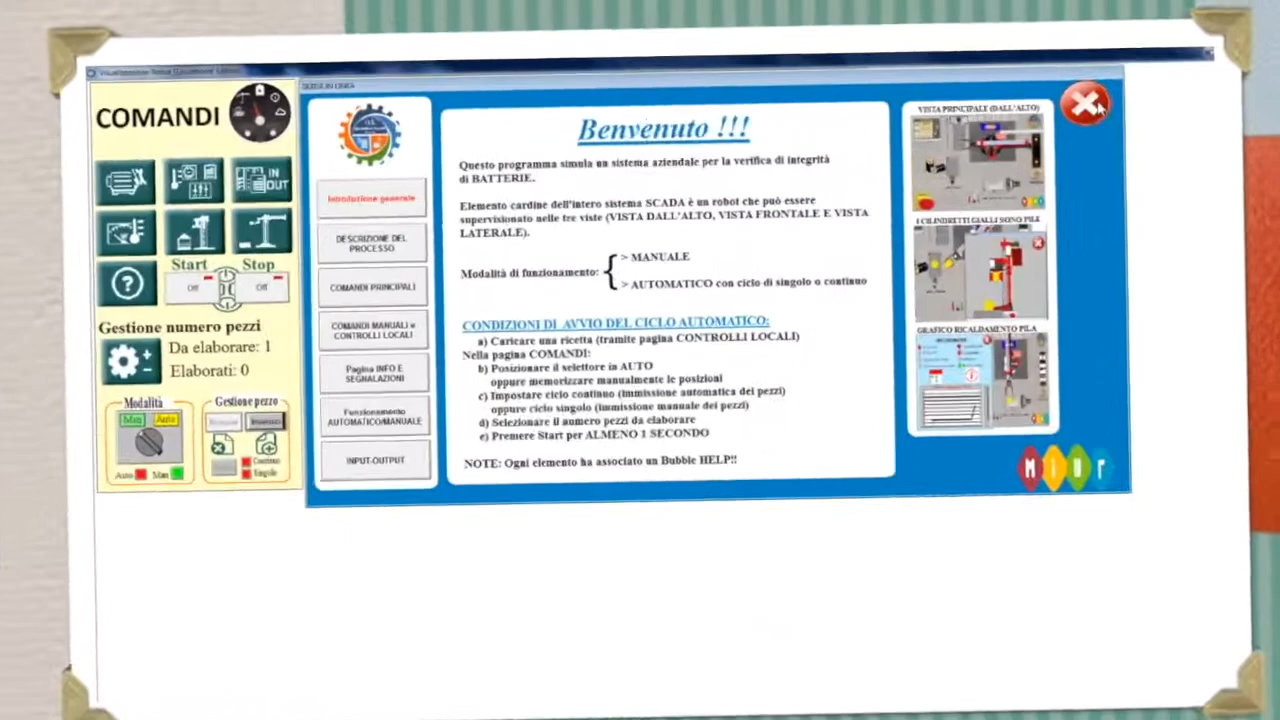 COMANDI
IN
OUT
Start
Stop
Off
Off
Gestione numero pezzi
Da elaborare: 1
Elaborati: 0
Modalità
Man
Auto
Auto
Man
Gestione pezzo
Continuo
Singolo
Introduzione generale
DESCRIZIONE DEL
PROCESSO
COMANDI PRINCIPALI
COMANDI MANUALI e
CONTROLLI LOCALI
Pagina INFO E
SEGNALAZIONI
Funzionamento
AUTOMATICO/MANUALE
INPUT-OUTPUT
Benvenuto !!!
Questo programma simula un sistema aziendale per la verifica di integrità
di BATTERIE.
Elemento cardine dell'intero sistema SCADA è un robot che può essere
supervisionato nelle tre viste (VISTA DALL'ALTO, VISTA FRONTALE E VISTA
LATERALE).
Modalità di funzionamento:
> MANUALE
> AUTOMATICO con ciclo di singolo o continuo
CONDIZIONI DI AVVIO DEL CICLO AUTOMATICO:
a) Caricare una ricetta (tramite pagina CONTROLLI LOCALI)
Nella pagina COMANDI:
b) Posizionare il selettore in AUTO
oppure memorizzare manualmente le posizioni
c) Impostare ciclo continuo (immissione automatica dei pezzi)
oppure ciclo singolo (immissione manuale dei pezzi)
d) Selezionare il numero pezzi da elaborare
e) Premere Start per ALMENO 1 SECONDO
NOTE: Ogni elemento ha associato un Bubble HELP!!
VISTA PRINCIPALE (DALL'ALTO)
I CILINDRETTI GIALLI SONO PILE
GRAFICO RICALDAMENTO PILA
Miur